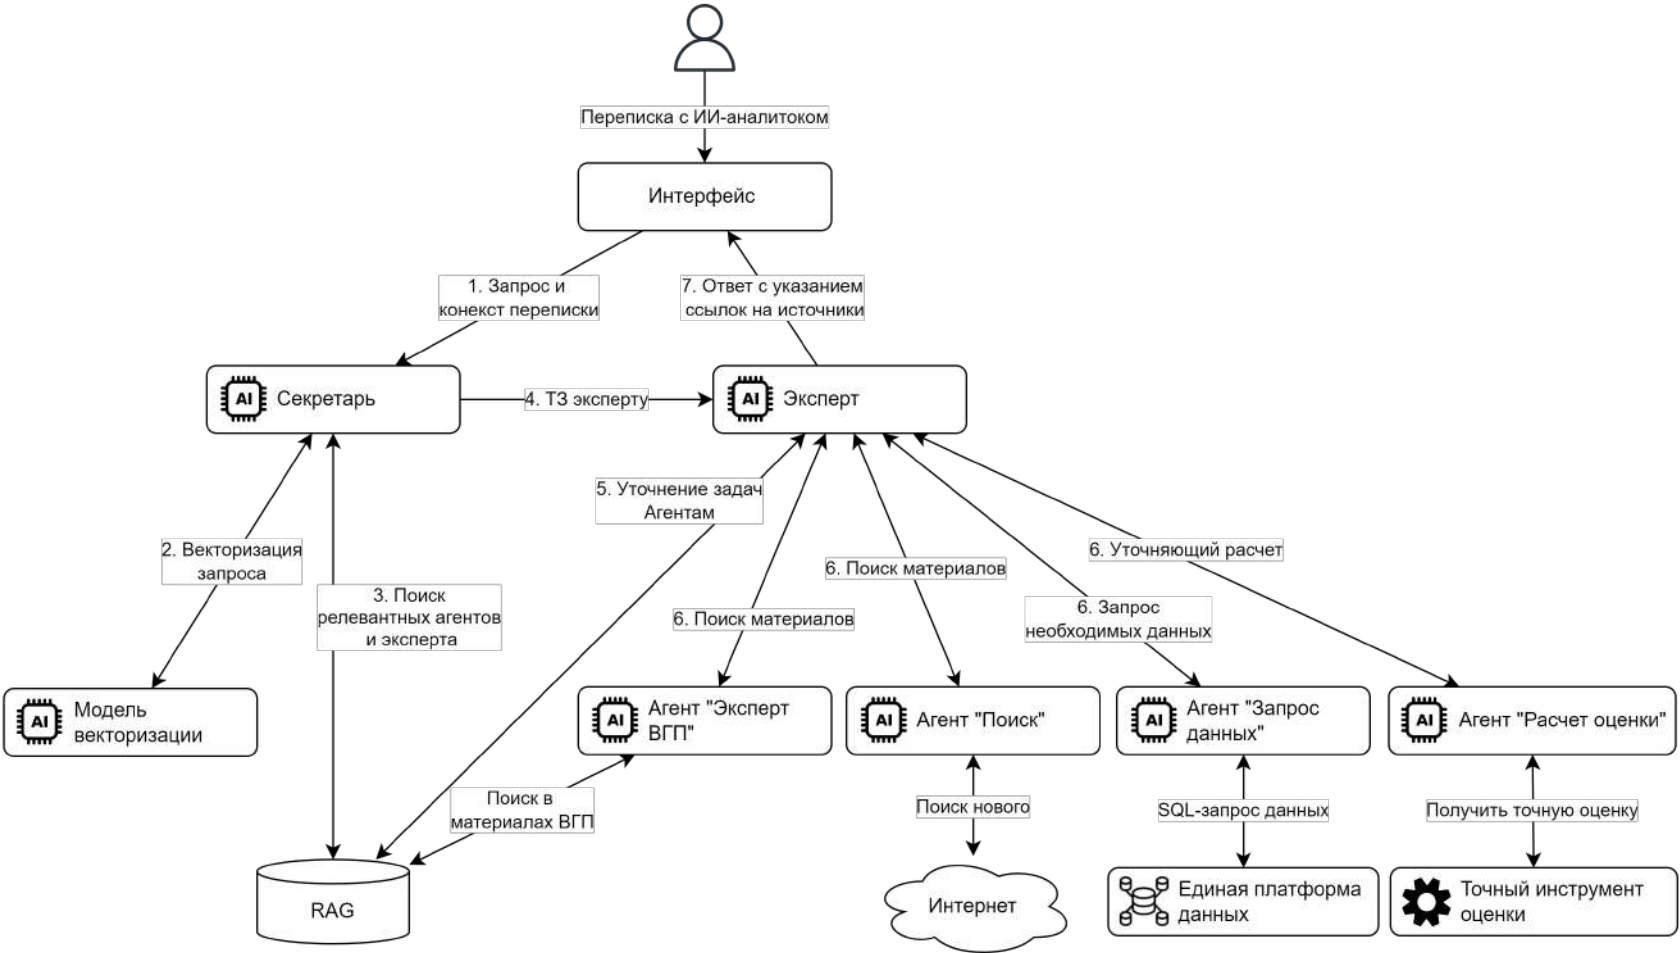 Переписка с ИИ-аналитоком
Интерфейс
1. Запрос и
конекст переписки
7. Ответ с указанием
ссылок на источники
AI
Секретарь
4. ТЗ эксперту
AI
Эксперт
5. Уточнение задач
Агентам
2. Векторизация
запроса
3. Поиск
релевантных агентов
и эксперта
6. Поиск материалов
6. Поиск материалов
6. Запрос
необходимых данных
6. Уточняющий расчет
AI
Модель
векторизации
AI
Агент "Эксперт
ВГП"
AI
Агент "Поиск"
AI
Агент "Запрос
данных"
AI
Агент "Расчет оценки"
Поиск в
материалах ВГП
Поиск нового
SQL-запрос данных
Получить точную оценку
RAG
Интернет
Единая платформа
данных
Точный инструмент
оценки